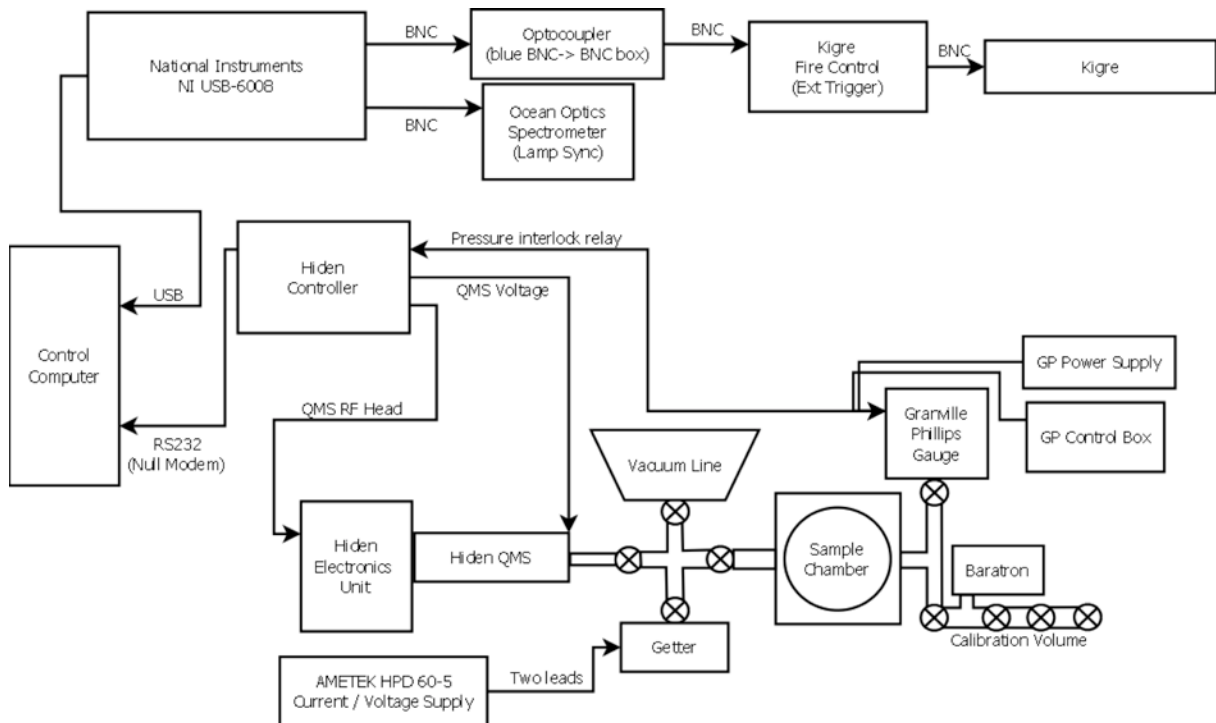 National Instruments
NI USB-6008
BNC
BNC
Optocoupler
(blue BNC-> BNC box)
Ocean Optics
Spectrometer
(Lamp Sync)
BNC
Kigre
Fire Control
(Ext Trigger)
BNC
Kigre
Control
Computer
USB
RS232
(Null Modem)
Hiden
Controller
Pressure interlock relay
QMS Voltage
QMS RF Head
GP Power Supply
GP Control Box
Granville
Phillips
Gauge
Vacuum Line
Hiden
Electronics
Unit
Hiden QMS
Sample
Chamber
Baratron
Calibration Volume
Getter
Two leads
AMETEK HPD 60-5
Current / Voltage Supply